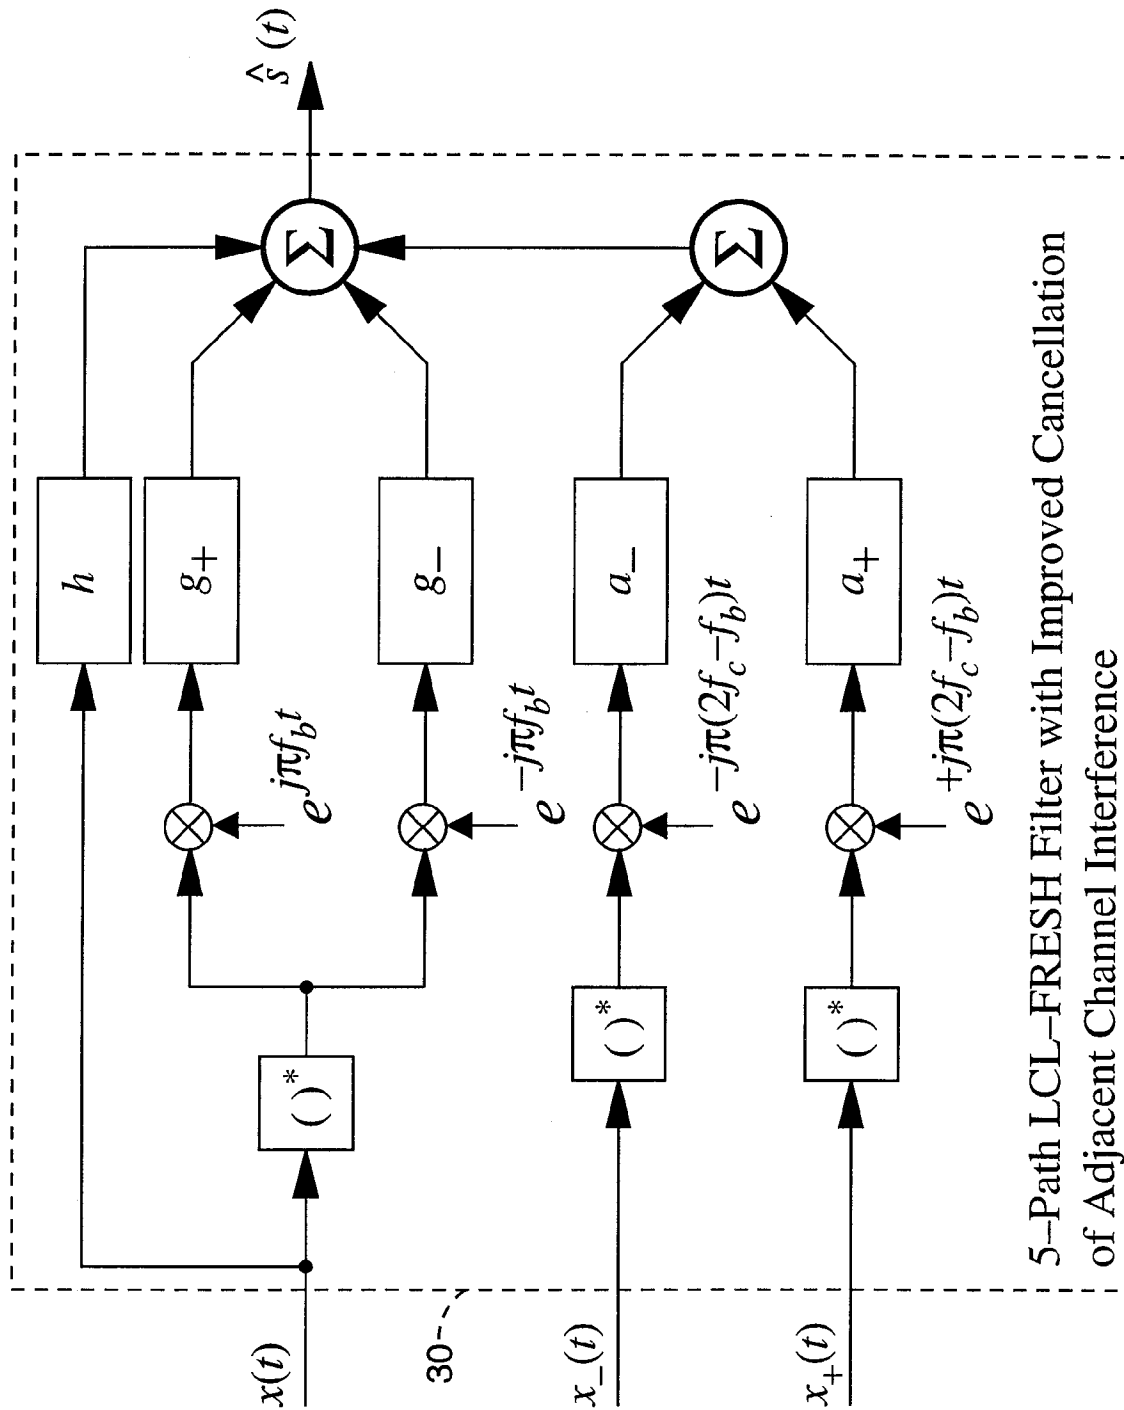 ŝ(t)
Σ
Σ
h
g₊
g₋
a₋
a₊
e^{jπf_b t}
e^{-jπf_b t}
e^{-jπ(2f_c-f_b)t}
e^{+jπ(2f_c-f_b)t}
( )*
( )*
( )*
x(t)
30
x₋(t)
x₊(t)
5–Path LCL–FRESH Filter with Improved Cancellation
of Adjacent Channel Interference